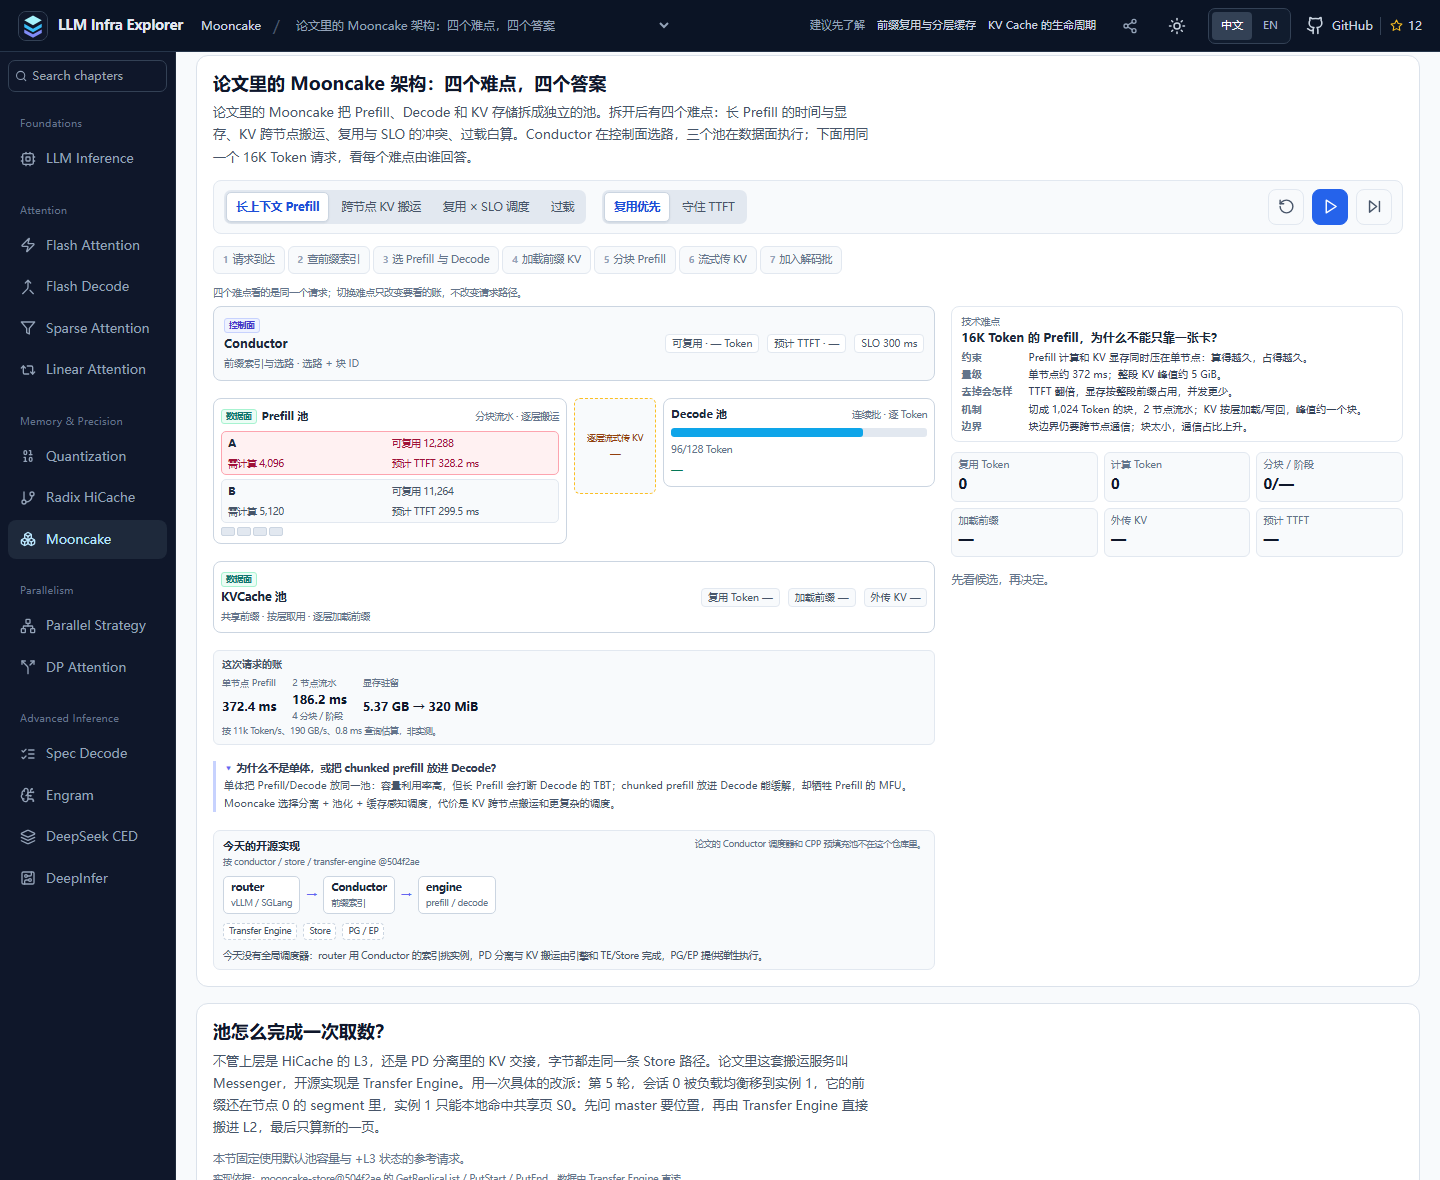 LLM Infra Explorer
Mooncake / 论文里的 Mooncake 架构：四个难点，四个答案
建议先了解 前缀复用与分层缓存 KV Cache 的生命周期
中文 EN
GitHub
12
Search chapters
Foundations
LLM Inference
Attention
Flash Attention
Flash Decode
Sparse Attention
Linear Attention
Memory & Precision
Quantization
Radix HiCache
Mooncake
Parallelism
Parallel Strategy
DP Attention
Advanced Inference
Spec Decode
Engram
DeepSeek CED
DeepInfer
论文里的 Mooncake 架构：四个难点，四个答案
论文里的 Mooncake 把 Prefill、Decode 和 KV 存储拆成独立的池。拆开后有四个难点：长 Prefill 的时间与显
存、KV 跨节点搬运、复用与 SLO 的冲突、过载白算。Conductor 在控制面选路，三个池在数据面执行；下面用同
一个 16K Token 请求，看每个难点由谁回答。
长上下文 Prefill 跨节点 KV 搬运 复用 × SLO 调度 过载
复用优先 守住 TTFT
1 请求到达 2 查前缀索引 3 选 Prefill 与 Decode 4 加载前缀 KV 5 分块 Prefill 6 流式传 KV 7 加入解码批
四个难点看的是同一个请求；切换难点只改变要看的账，不改变请求路径。
控制面
Conductor
前缀索引与选路 · 选路 + 块 ID
可复用 · — Token
预计 TTFT · —
SLO 300 ms
数据面 Prefill 池
分块流水 · 逐层搬运
A 可复用 12,288
需计算 4,096 预计 TTFT 328.2 ms
B 可复用 11,264
需计算 5,120 预计 TTFT 299.5 ms
逐层流式传 KV
—
Decode 池
连续批 · 逐 Token
96/128 Token
—
数据面
KVCache 池
共享前缀 · 按层取用 · 逐层加载前缀
复用 Token —
加载前缀 —
外传 KV —
这次请求的账
单节点 Prefill
372.4 ms
2 节点流水
186.2 ms
4 分块 / 阶段
显存驻留
5.37 GB → 320 MiB
按 11k Token/s、190 GB/s、0.8 ms 查询估算，非实测。
▾ 为什么不是单体，或把 chunked prefill 放进 Decode?
单体把 Prefill/Decode 放同一池：容量利用率高，但长 Prefill 会打断 Decode 的 TBT；chunked prefill 放进 Decode 能缓解，却牺牲 Prefill 的 MFU。
Mooncake 选择分离 + 池化 + 缓存感知调度，代价是 KV 跨节点搬运和更复杂的调度。
今天的开源实现
论文的 Conductor 调度器和 CPP 预填充池不在这个仓库里。
按 conductor / store / transfer-engine @504f2ae
router
vLLM / SGLang
→
Conductor
前缀索引
→
engine
prefill / decode
Transfer Engine
Store
PG / EP
今天没有全局调度器：router 用 Conductor 的索引挑实例，PD 分离与 KV 搬运由引擎和 TE/Store 完成，PG/EP 提供弹性执行。
技术难点
16K Token 的 Prefill，为什么不能只靠一张卡?
约束 Prefill 计算和 KV 显存同时压在单节点：算得越久，占得越久。
量级 单节点约 372 ms；整段 KV 峰值约 5 GiB。
去掉会怎样 TTFT 翻倍，显存按整段前缀占用，并发更少。
机制 切成 1,024 Token 的块，2 节点流水；KV 按层加载/写回，峰值约一个块。
边界 块边界仍要跨节点通信；块太小，通信占比上升。
复用 Token
0
计算 Token
0
分块 / 阶段
0/—
加载前缀
—
外传 KV
—
预计 TTFT
—
先看候选，再决定。
池怎么完成一次取数？
不管上层是 HiCache 的 L3，还是 PD 分离里的 KV 交接，字节都走同一条 Store 路径。论文里这套搬运服务叫
Messenger，开源实现是 Transfer Engine。用一次具体的改派：第 5 轮，会话 0 被负载均衡移到实例 1，它的前
缀还在节点 0 的 segment 里，实例 1 只能本地命中共享页 S0。先问 master 要位置，再由 Transfer Engine 直接
搬进 L2，最后只算新的一页。
本节固定使用默认池容量与 +L3 状态的参考请求。
实现依据：mooncake-store@504f2ae 的 GetReplicaList / PutStart / PutEnd，数据由 Transfer Engine 直读